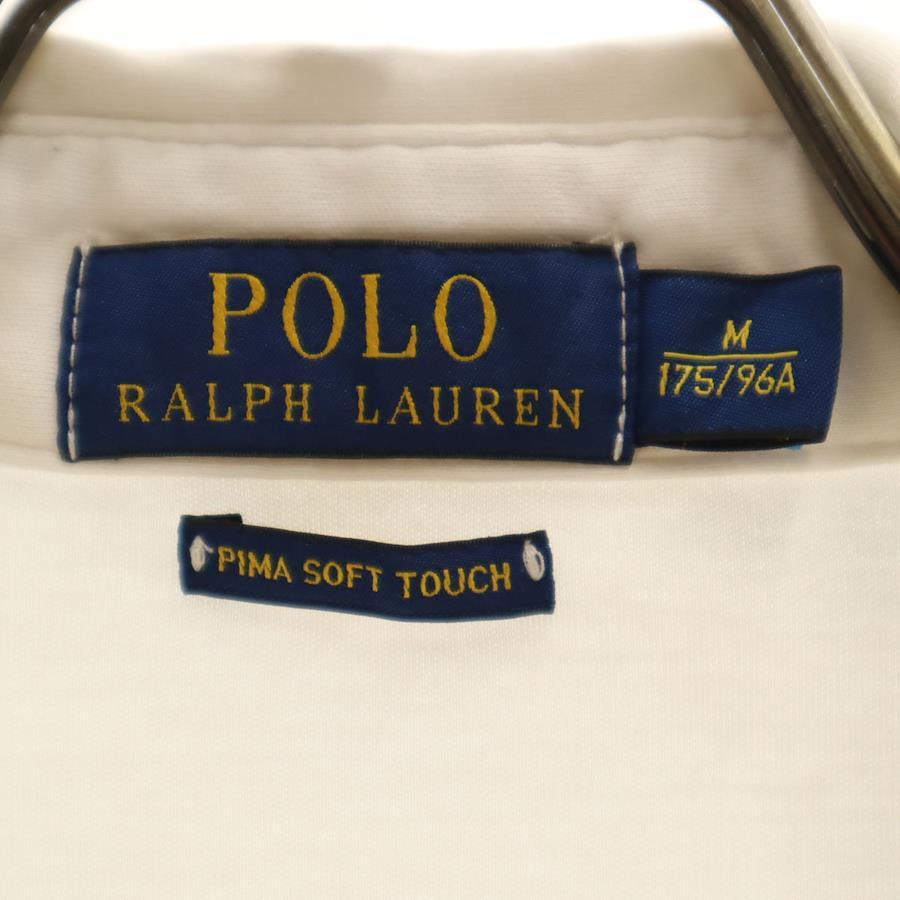 POLO
RALPH LAUREN
M
175/96A
PIMA SOFT TOUCH